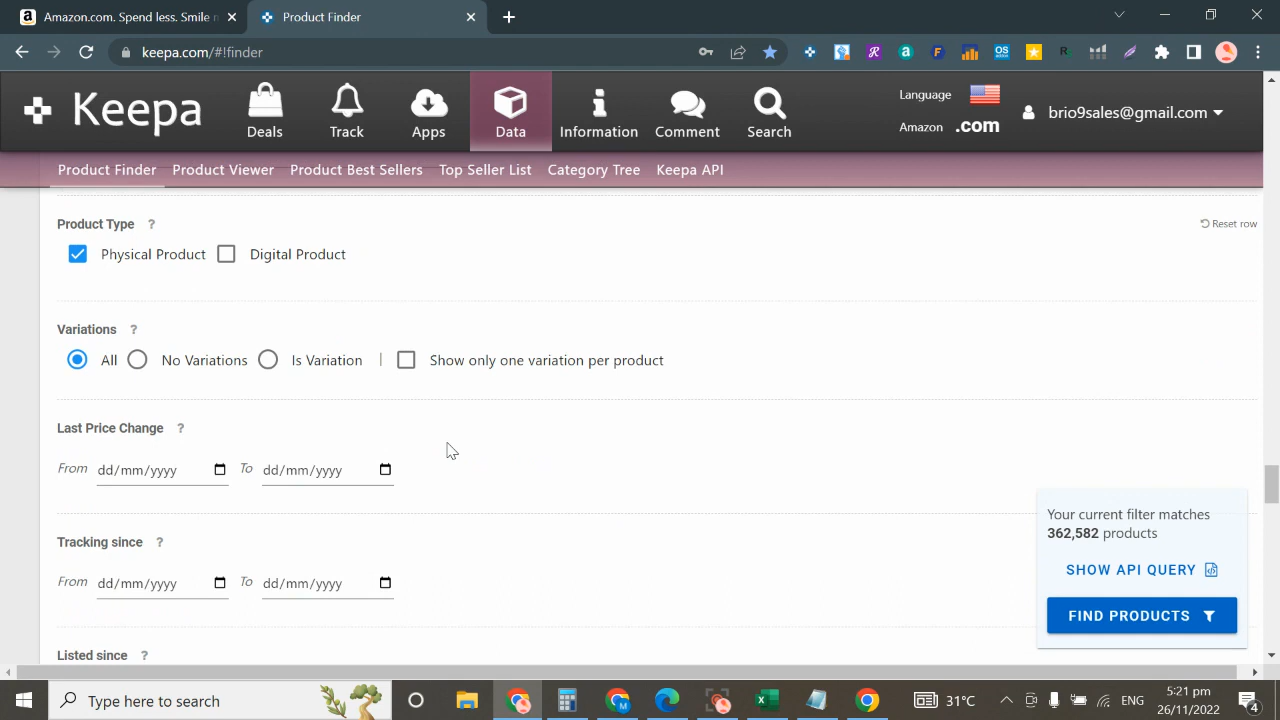 Amazon.com. Spend less. Smile
Product Finder
keepa.com/#!finder
Keepa
Deals
Track
Apps
Data
Information
Comment
Search
Language
Amazon .com
brio9sales@gmail.com
Product Finder
Product Viewer
Product Best Sellers
Top Seller List
Category Tree
Keepa API
Product Type ?
Reset row
Physical Product
Digital Product
Variations ?
All
No Variations
Is Variation
| Show only one variation per product
Last Price Change ?
From dd/mm/yyyy To dd/mm/yyyy
Tracking since ?
From dd/mm/yyyy To dd/mm/yyyy
Listed since ?
Your current filter matches
362,582 products
SHOW API QUERY
FIND PRODUCTS
Type here to search
31°C
ENG
5:21 pm
26/11/2022
4